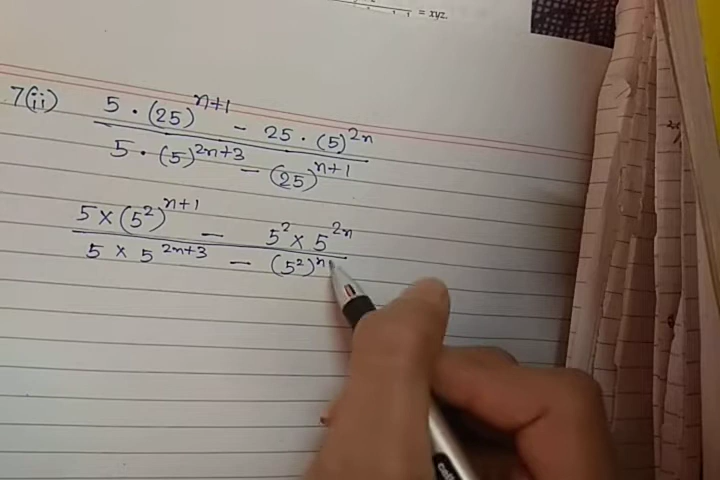 = xyz.
7(ii) 5 · (25)^{n+1} - 25 · (5)^{2n}
5 · (5)^{2n+3} - (25)^{n+1}
5 × (5²)^{n+1} - 5² × 5^{2n}
5 × 5^{2n+3} - (5²)^n